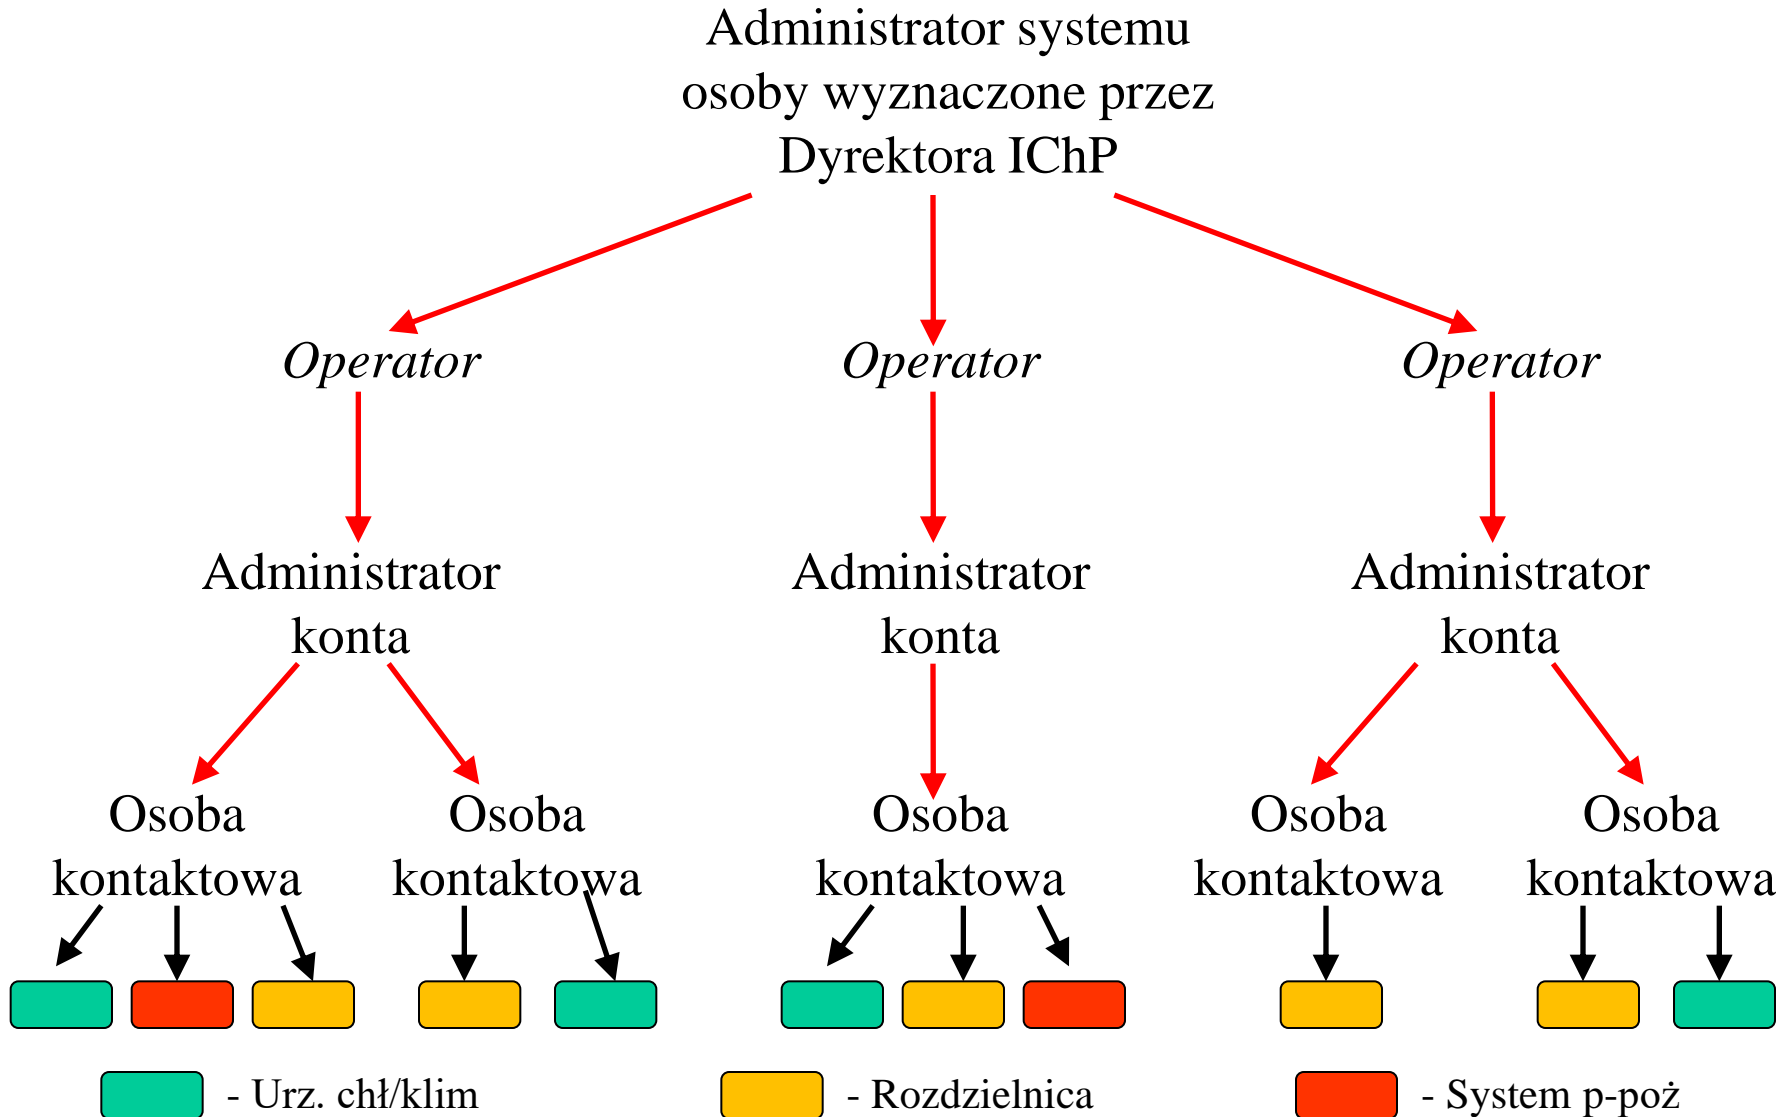 Administrator systemu
osoby wyznaczone przez
Dyrektora IChP
Operator
Operator
Operator
Administrator
konta
Administrator
konta
Administrator
konta
Osoba
kontaktowa
Osoba
kontaktowa
Osoba
kontaktowa
Osoba
kontaktowa
Osoba
kontaktowa
- Urz. chł/klim
- Rozdzielnica
- System p-poż